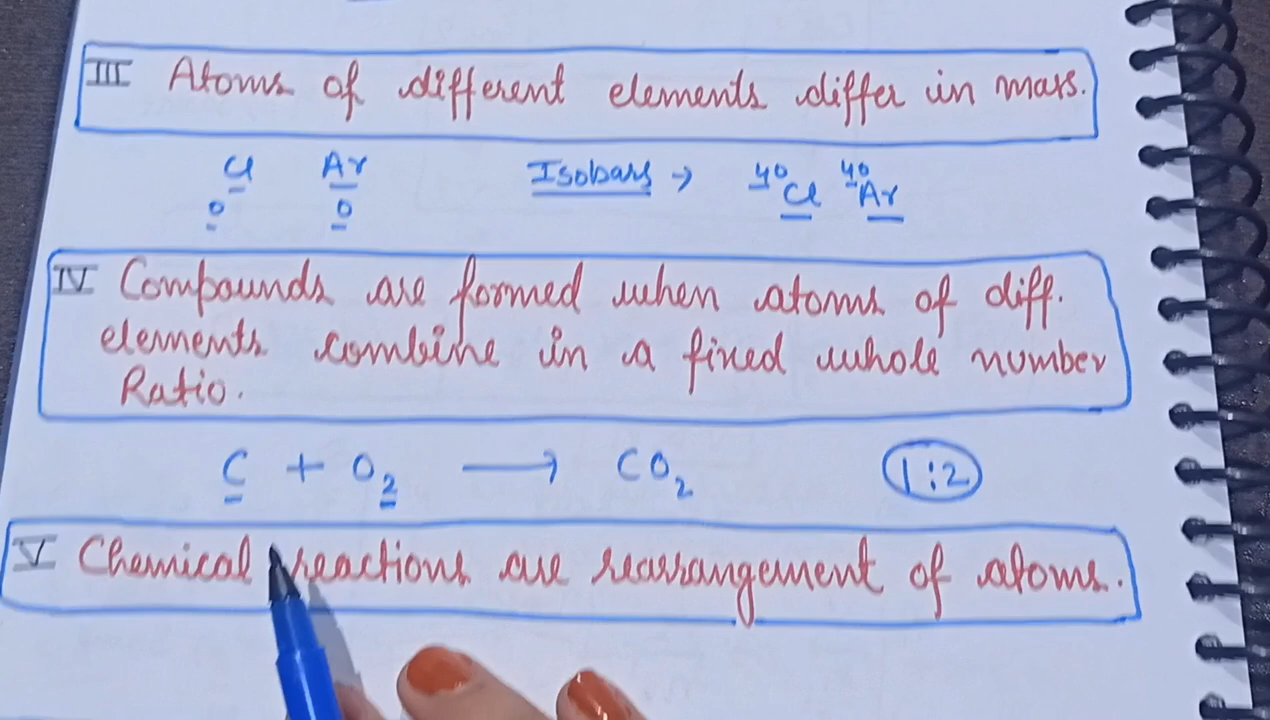 III Atoms of different elements differ in mass.
Cl Ar Isobars → ⁴⁰Cl ⁴⁰Ar
IV Compounds are formed when atoms of diff.
elements combine in a fixed whole number
Ratio.
C + O₂ → CO₂ 1:2
V Chemical reactions are rearrangement of atoms.